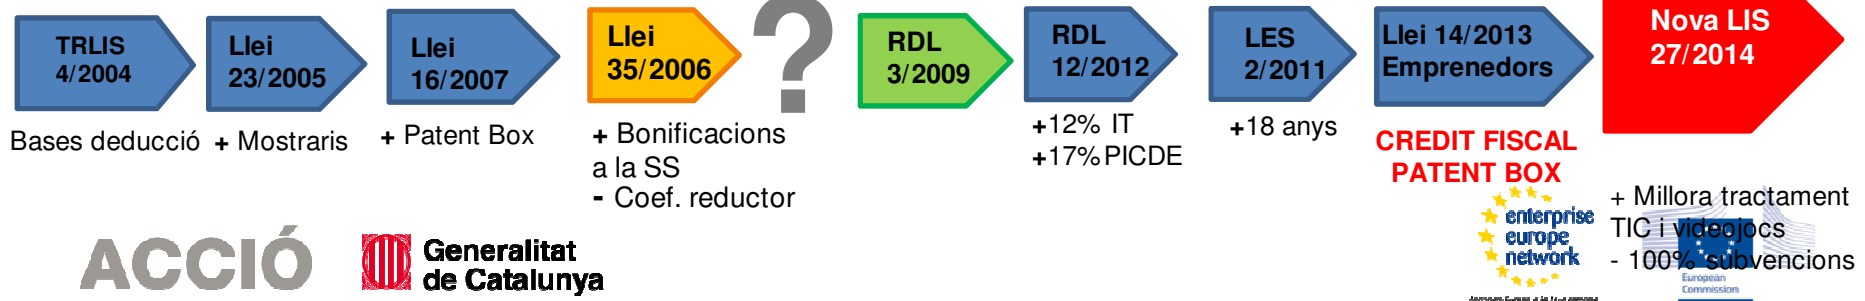 TRLIS
4/2004
Bases deducció
Llei
23/2005
+ Mostraris
Llei
16/2007
+ Patent Box
Llei
35/2006
+ Bonificacions
a la SS
- Coef. reductor
?
RDL
3/2009
RDL
12/2012
+12% IT
+17% PICDE
LES
2/2011
+18 anys
Llei 14/2013
Emprenedors
CREDIT FISCAL
PATENT BOX
Nova LIS
27/2014
+ Millora tractament
TIC i videojocs
- 100% subvencions
ACCIÓ
Generalitat
de Catalunya
enterprise
europe
network
European
Commission